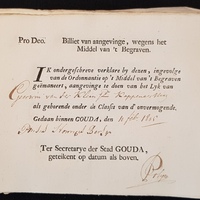 Pro Deo. Billiet van aangevinge, wegens het
Middel van 't Begraven.
IK ondergeschreve verklare by dezen, ingevolge
van de Ordonnantie op 't Middel van 't Begraven
geëmaneert, aangevinge te doen van het Lyk van
als gehorende onder de Classis van d' onvermogende.
Gedaan binnen GOUDA, den
Ter Secretarye der Stad GOUDA,
geteikent op datum als boven.